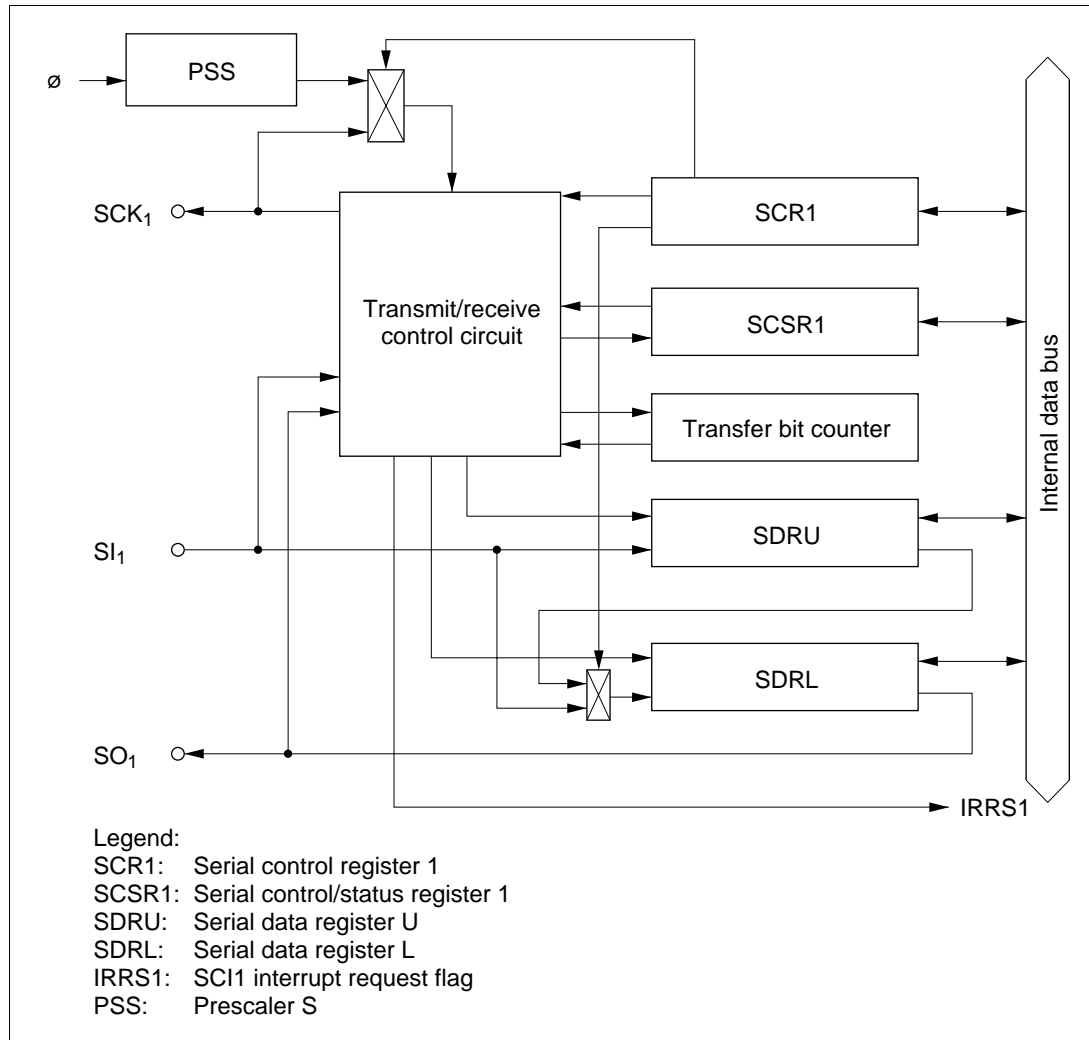 ø
PSS
SCK1
SCR1
Transmit/receive
control circuit
SCSR1
Transfer bit counter
Internal data bus
SI1
SDRU
SDRL
SO1
IRRS1
Legend:
SCR1: Serial control register 1
SCSR1: Serial control/status register 1
SDRU: Serial data register U
SDRL: Serial data register L
IRRS1: SCI1 interrupt request flag
PSS: Prescaler S